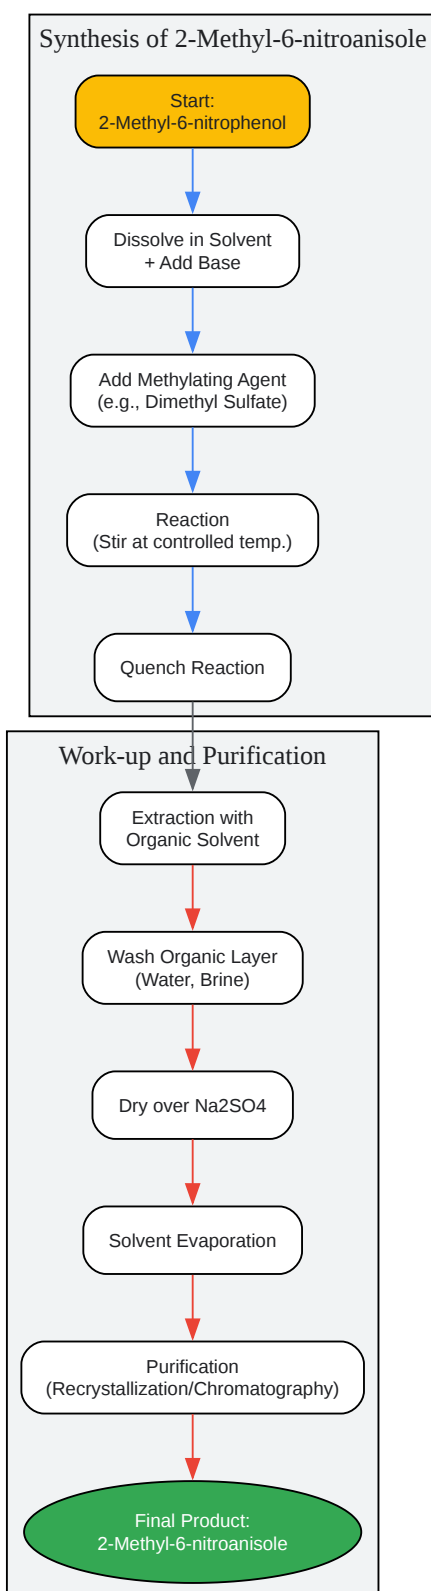 Synthesis of 2-Methyl-6-nitroanisole
Start:
2-Methyl-6-nitrophenol
Dissolve in Solvent
+ Add Base
Add Methylating Agent
(e.g., Dimethyl Sulfate)
Reaction
(Stir at controlled temp.)
Quench Reaction
Work-up and Purification
Extraction with
Organic Solvent
Wash Organic Layer
(Water, Brine)
Dry over Na2SO4
Solvent Evaporation
Purification
(Recrystallization/Chromatography)
Final Product:
2-Methyl-6-nitroanisole